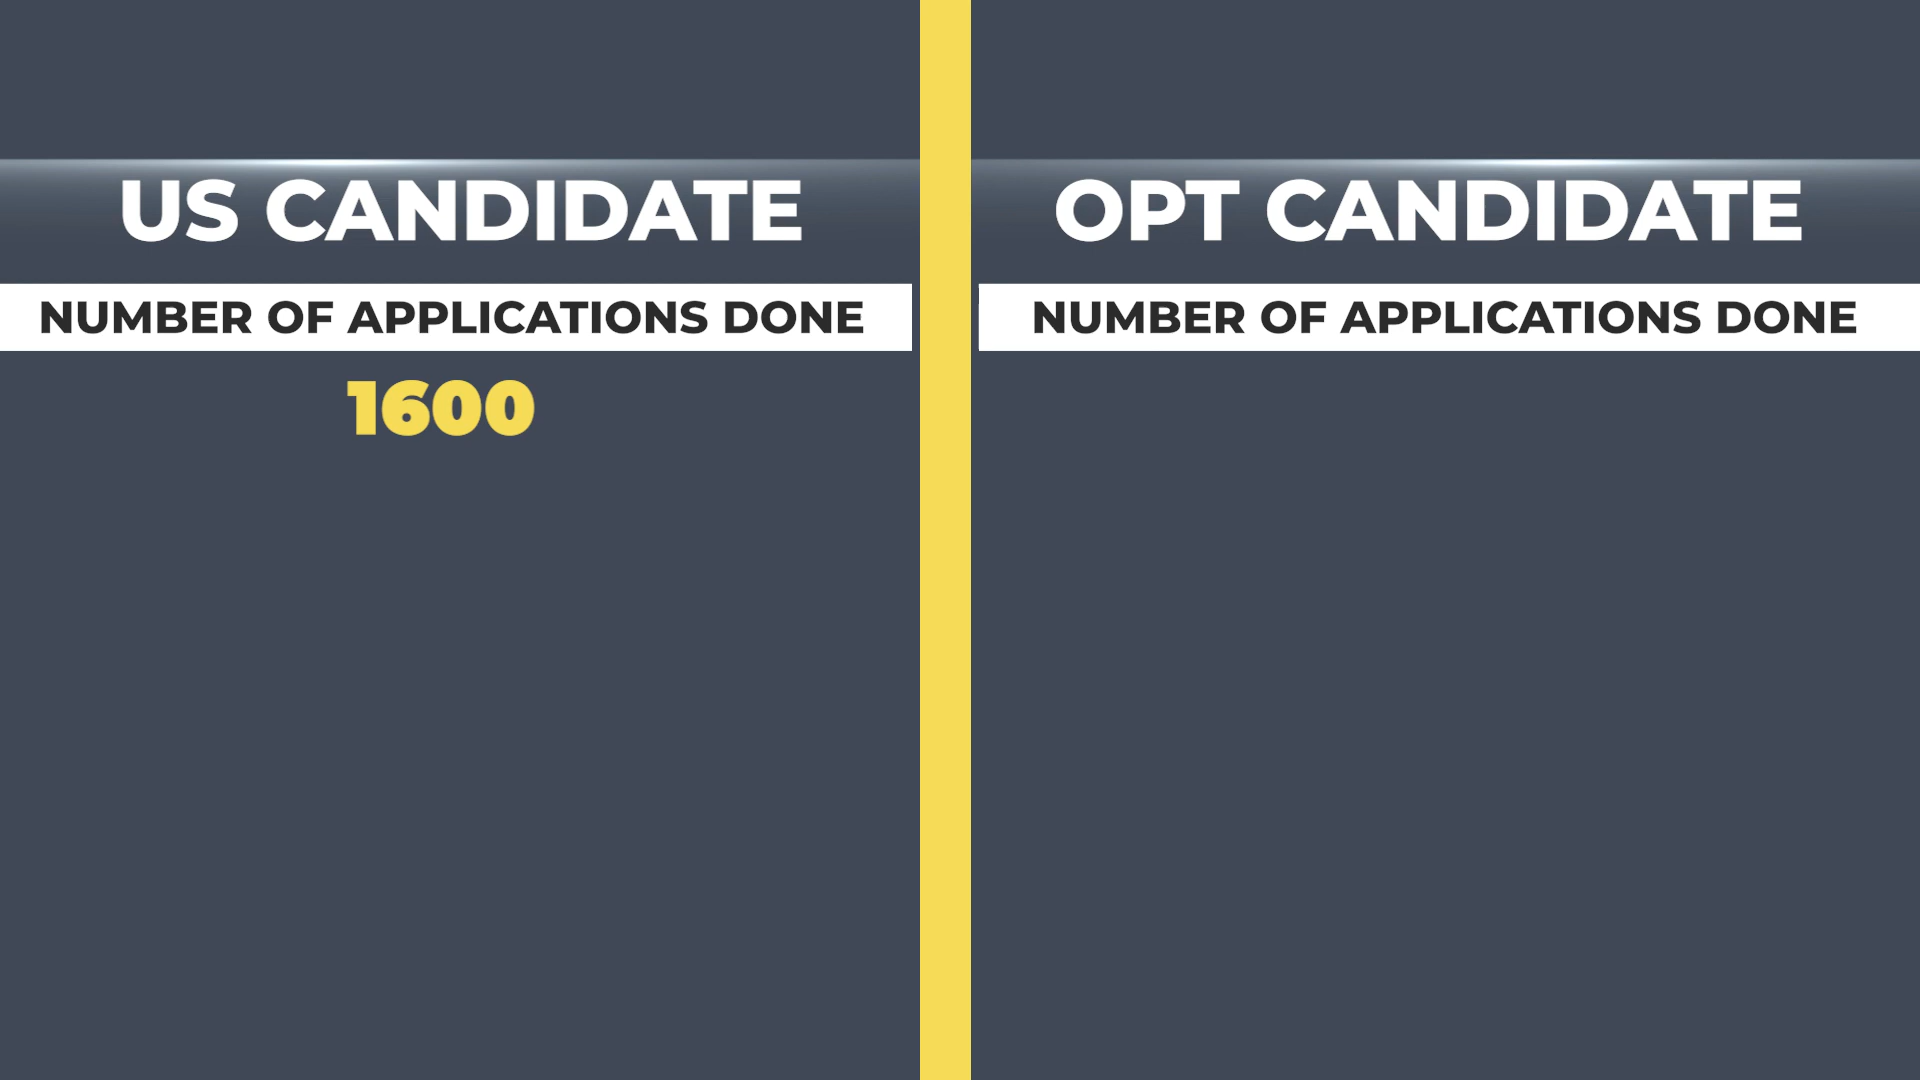 US CANDIDATE
NUMBER OF APPLICATIONS DONE
1600
OPT CANDIDATE
NUMBER OF APPLICATIONS DONE